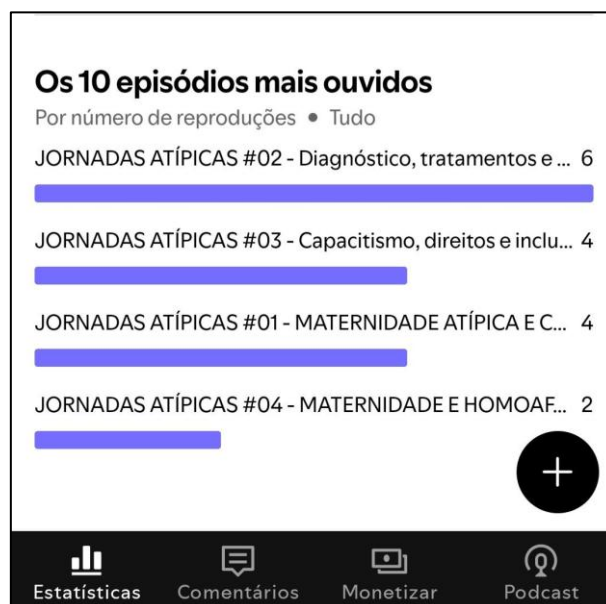 Os 10 episódios mais ouvidos
Por número de reproduções • Tudo
JORNADAS ATÍPICAS #02 - Diagnóstico, tratamentos e ... 6
JORNADAS ATÍPICAS #03 - Capacitismo, direitos e inclu... 4
JORNADAS ATÍPICAS #01 - MATERNIDADE ATÍPICA E C... 4
JORNADAS ATÍPICAS #04 - MATERNIDADE E HOMOAF... 2
Estatísticas Comentários Monetizar Podcast